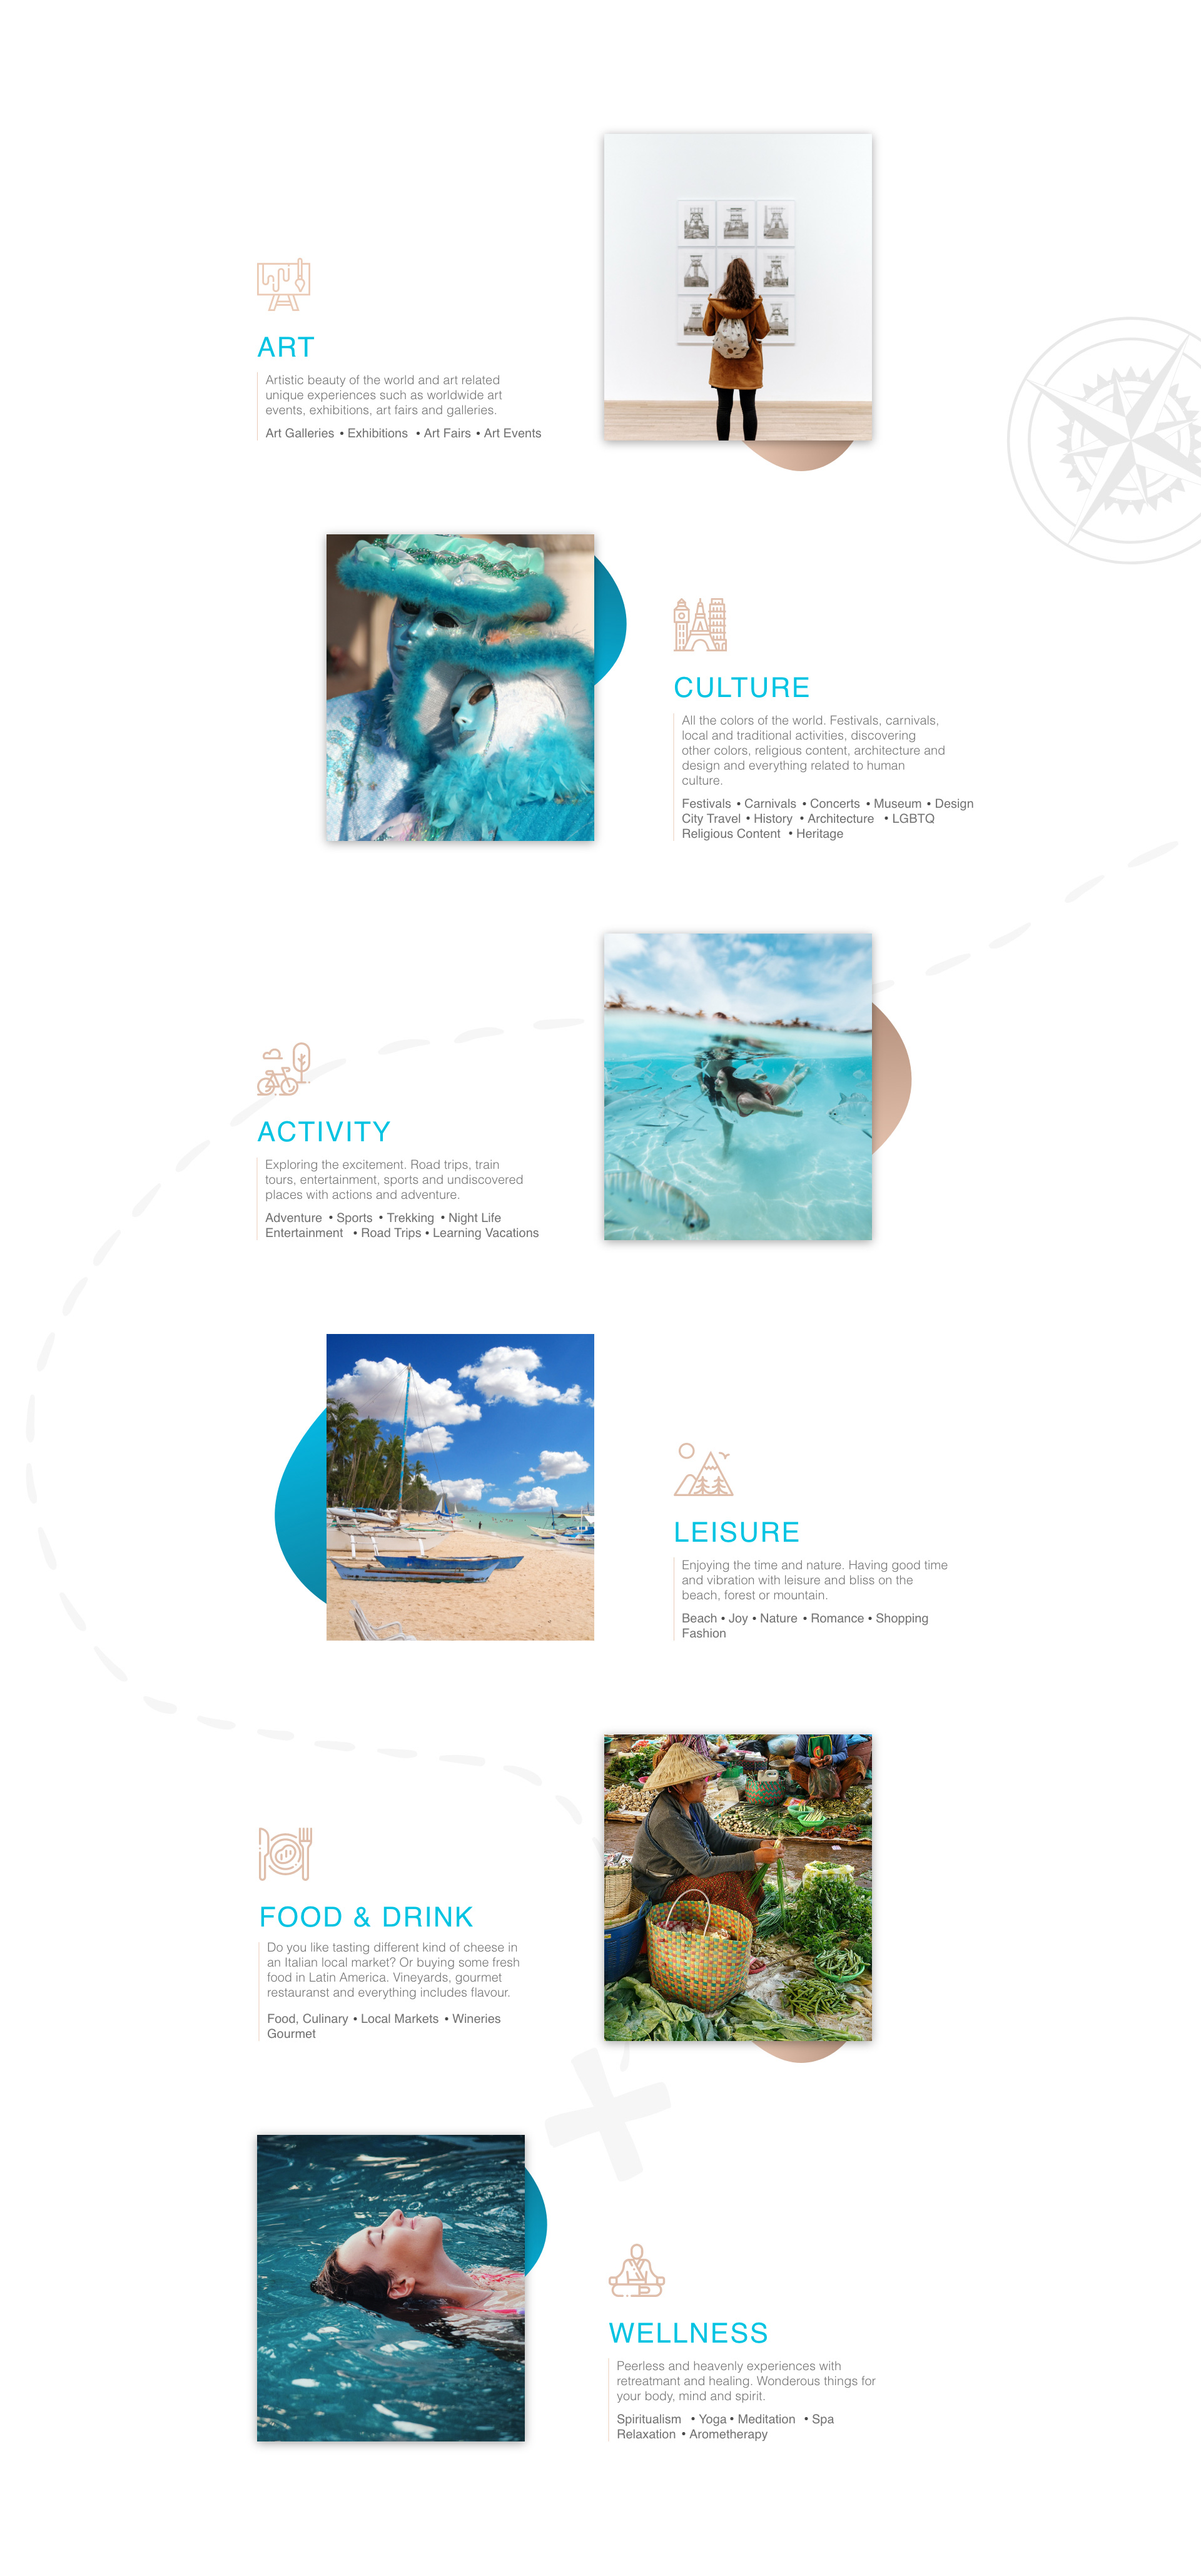 ART
Artistic beauty of the world and art related
unique experiences such as worldwide art
events, exhibitions, art fairs and galleries.
Art Galleries • Exhibitions • Art Fairs • Art Events
CULTURE
All the colors of the world. Festivals, carnivals,
local and traditional activities, discovering
other colors, religious content, architecture and
design and everything related to human
culture.
Festivals • Carnivals • Concerts • Museum • Design
City Travel • History • Architecture • LGBTQ
Religious Content • Heritage
ACTIVITY
Exploring the excitement. Road trips, train
tours, entertainment, sports and undiscovered
places with actions and adventure.
Adventure • Sports • Trekking • Night Life
Entertainment • Road Trips • Learning Vacations
LEISURE
Enjoying the time and nature. Having good time
and vibration with leisure and bliss on the
beach, forest or mountain.
Beach • Joy • Nature • Romance • Shopping
Fashion
FOOD & DRINK
Do you like tasting different kind of cheese in
an Italian local market? Or buying some fresh
food in Latin America. Vineyards, gourmet
restauranst and everything includes flavour.
Food, Culinary • Local Markets • Wineries
Gourmet
WELLNESS
Peerless and heavenly experiences with
retreatmant and healing. Wonderous things for
your body, mind and spirit.
Spiritualism • Yoga • Meditation • Spa
Relaxation • Arometherapy